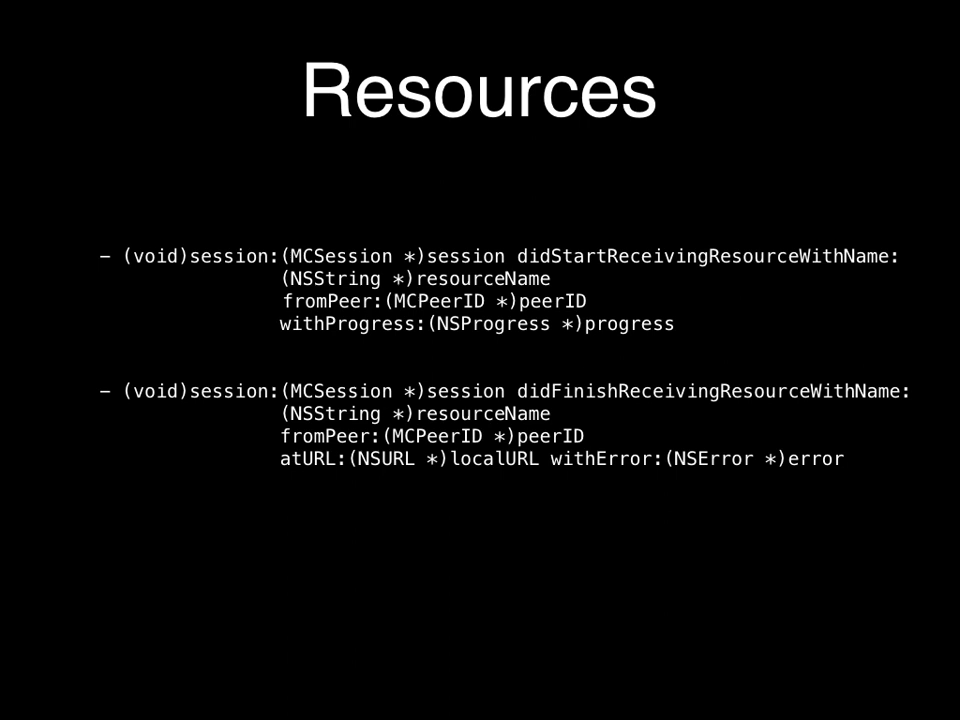 Resources
- (void)session:(MCSession *)session didStartReceivingResourceWithName:
(NSString *)resourceName
fromPeer:(MCPeerID *)peerID
withProgress:(NSProgress *)progress
- (void)session:(MCSession *)session didFinishReceivingResourceWithName:
(NSString *)resourceName
fromPeer:(MCPeerID *)peerID
atURL:(NSURL *)localURL withError:(NSError *)error